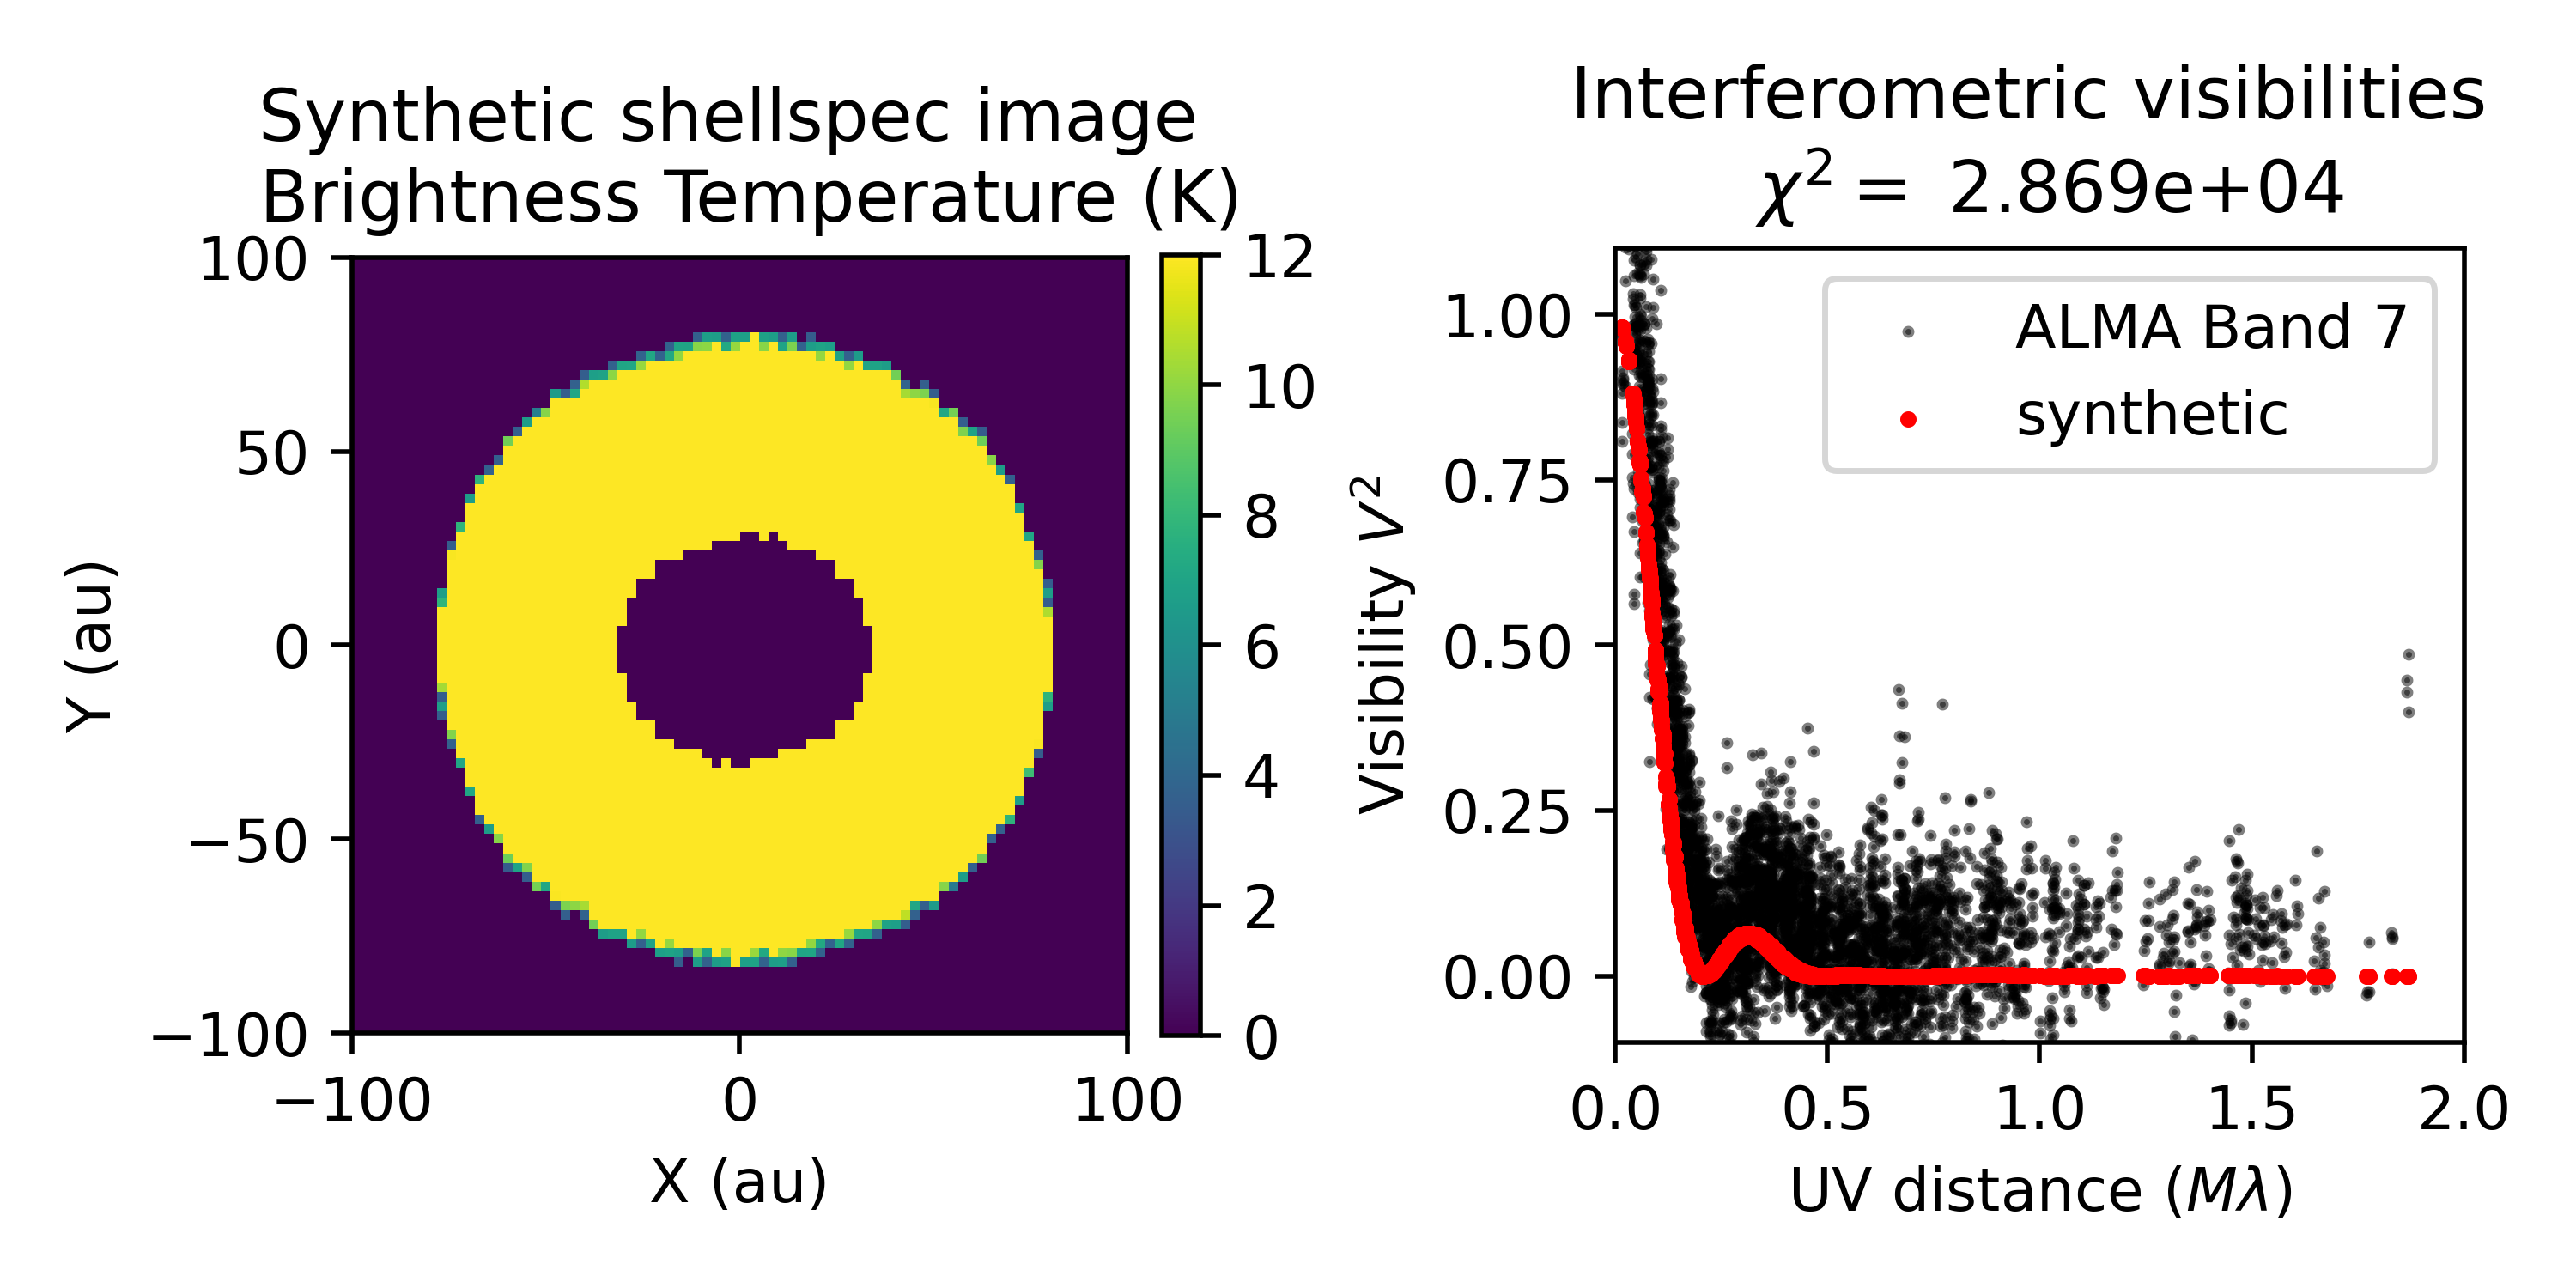 Synthetic shellspec image
Brightness Temperature (K)
100
50
0
−50
−100
Y (au)
−100
0
100
X (au)
12
10
8
6
4
2
0
Interferometric visibilities
χ² = 2.869e+04
ALMA Band 7
synthetic
1.00
0.75
0.50
0.25
0.00
Visibility V²
0.0
0.5
1.0
1.5
2.0
UV distance (Mλ)